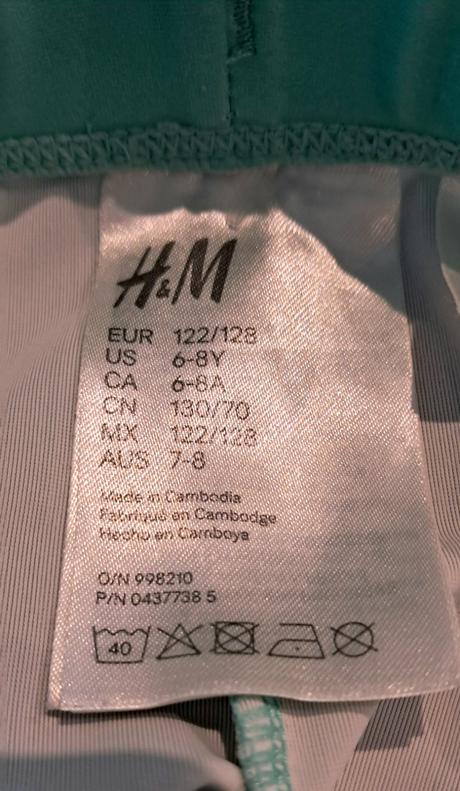 H&M
EUR 122/128
US 6-8Y
CA 6-8A
CN 130/70
MX 122/128
AUS 7-8
Made in Cambodia
Fabriqué en Cambodge
Hecho en Camboya
O/N 998210
P/N 0437738 5
40